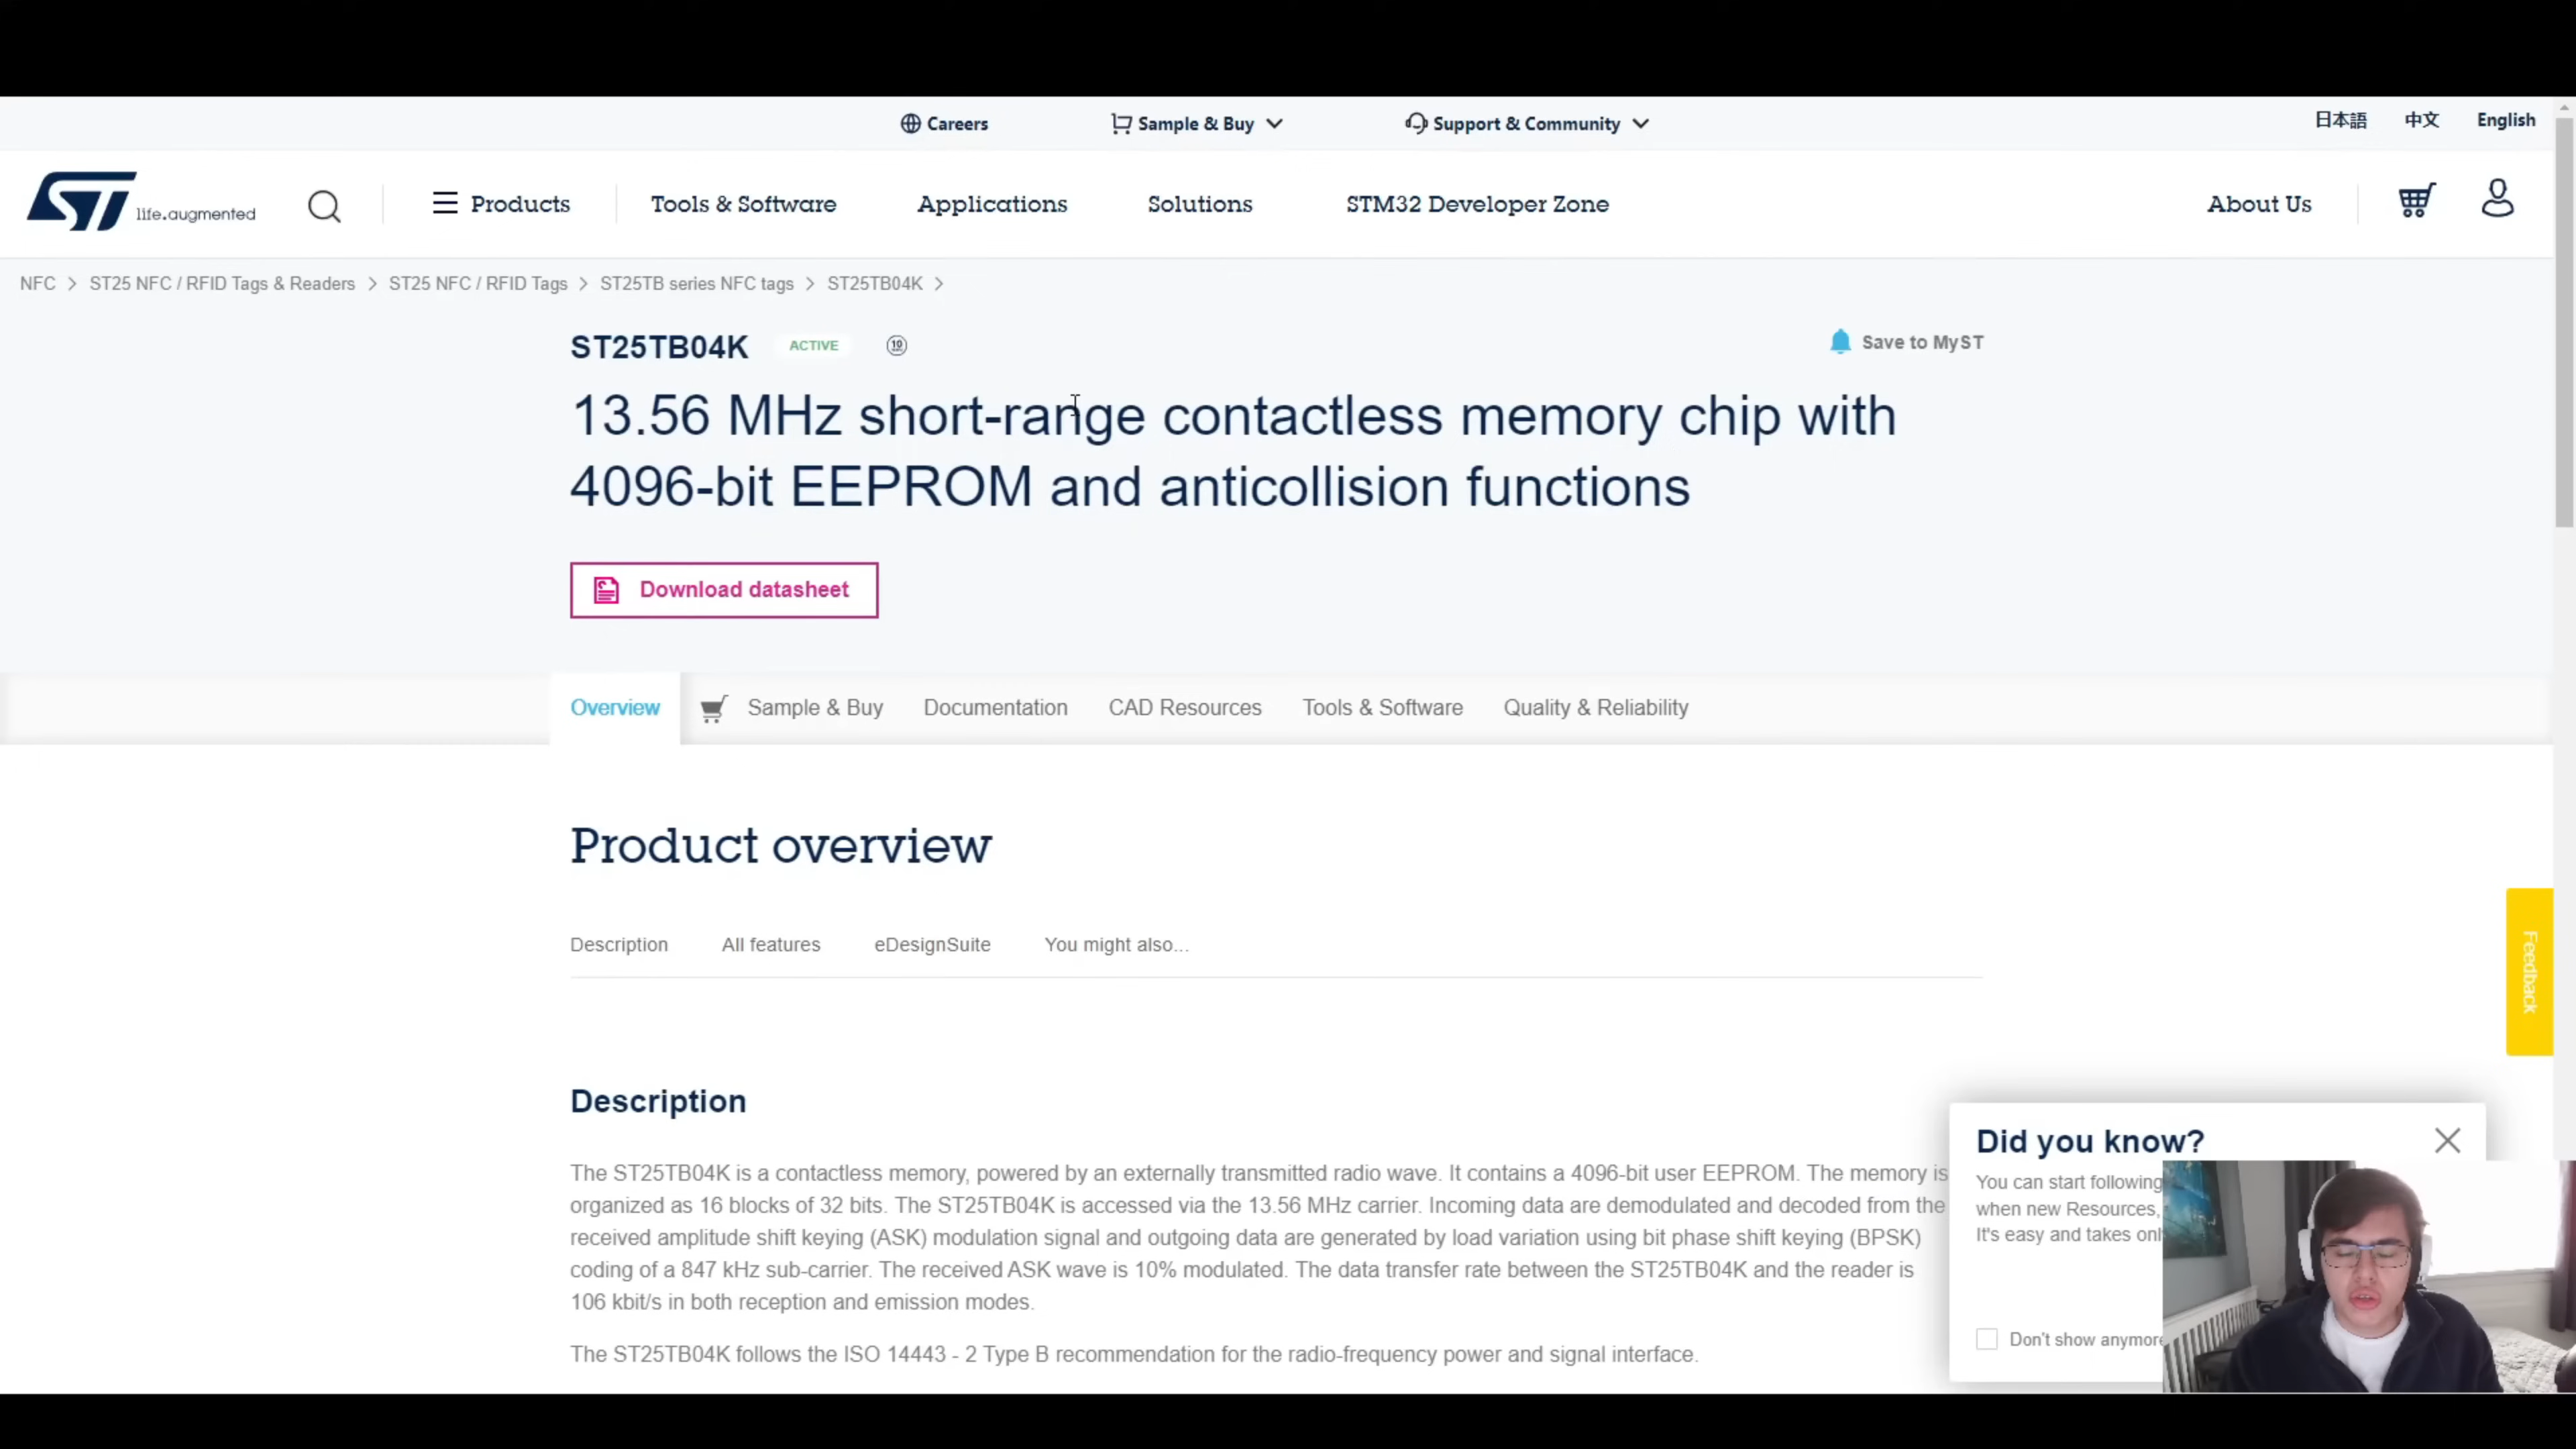 Careers
Sample & Buy
Support & Community
日本語
中文
English
ST
life.augmented
Products
Tools & Software
Applications
Solutions
STM32 Developer Zone
About Us
NFC > ST25 NFC / RFID Tags & Readers > ST25 NFC / RFID Tags > ST25TB series NFC tags > ST25TB04K >
ST25TB04K
ACTIVE
10
Save to MyST
13.56 MHz short-range contactless memory chip with
4096-bit EEPROM and anticollision functions
Download datasheet
Overview
Sample & Buy
Documentation
CAD Resources
Tools & Software
Quality & Reliability
Product overview
Description
All features
eDesignSuite
You might also...
Feedback
Description
The ST25TB04K is a contactless memory, powered by an externally transmitted radio wave. It contains a 4096-bit user EEPROM. The memory is
organized as 16 blocks of 32 bits. The ST25TB04K is accessed via the 13.56 MHz carrier. Incoming data are demodulated and decoded from the
received amplitude shift keying (ASK) modulation signal and outgoing data are generated by load variation using bit phase shift keying (BPSK)
coding of a 847 kHz sub-carrier. The received ASK wave is 10% modulated. The data transfer rate between the ST25TB04K and the reader is
106 kbit/s in both reception and emission modes.
The ST25TB04K follows the ISO 14443 - 2 Type B recommendation for the radio-frequency power and signal interface.
Did you know?
You can start following
when new Resources,
It's easy and takes
Don't show anymore